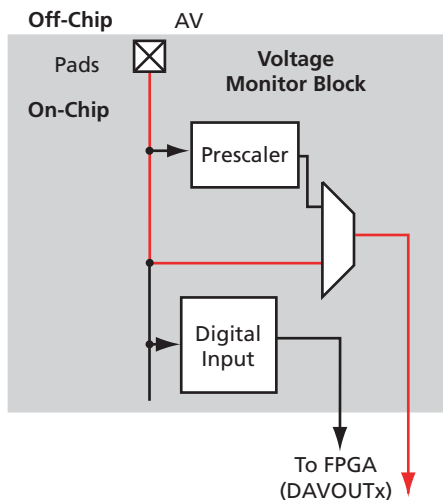 Off-Chip
AV
Pads
Voltage
Monitor Block
On-Chip
Prescaler
Digital
Input
To FPGA
(DAVOUTx)